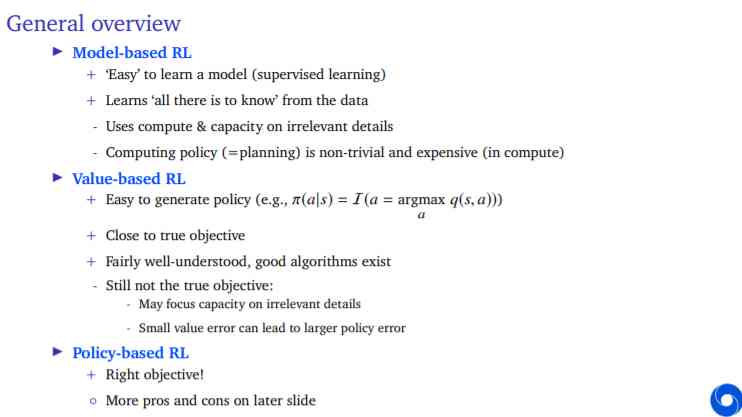 General overview
▶ Model-based RL
+ ‘Easy’ to learn a model (supervised learning)
+ Learns ‘all there is to know’ from the data
- Uses compute & capacity on irrelevant details
- Computing policy (=planning) is non-trivial and expensive (in compute)
▶ Value-based RL
+ Easy to generate policy (e.g., π(a|s) = I(a = argmax q(s, a)))
a
+ Close to true objective
+ Fairly well-understood, good algorithms exist
- Still not the true objective:
- May focus capacity on irrelevant details
- Small value error can lead to larger policy error
▶ Policy-based RL
+ Right objective!
○ More pros and cons on later slide